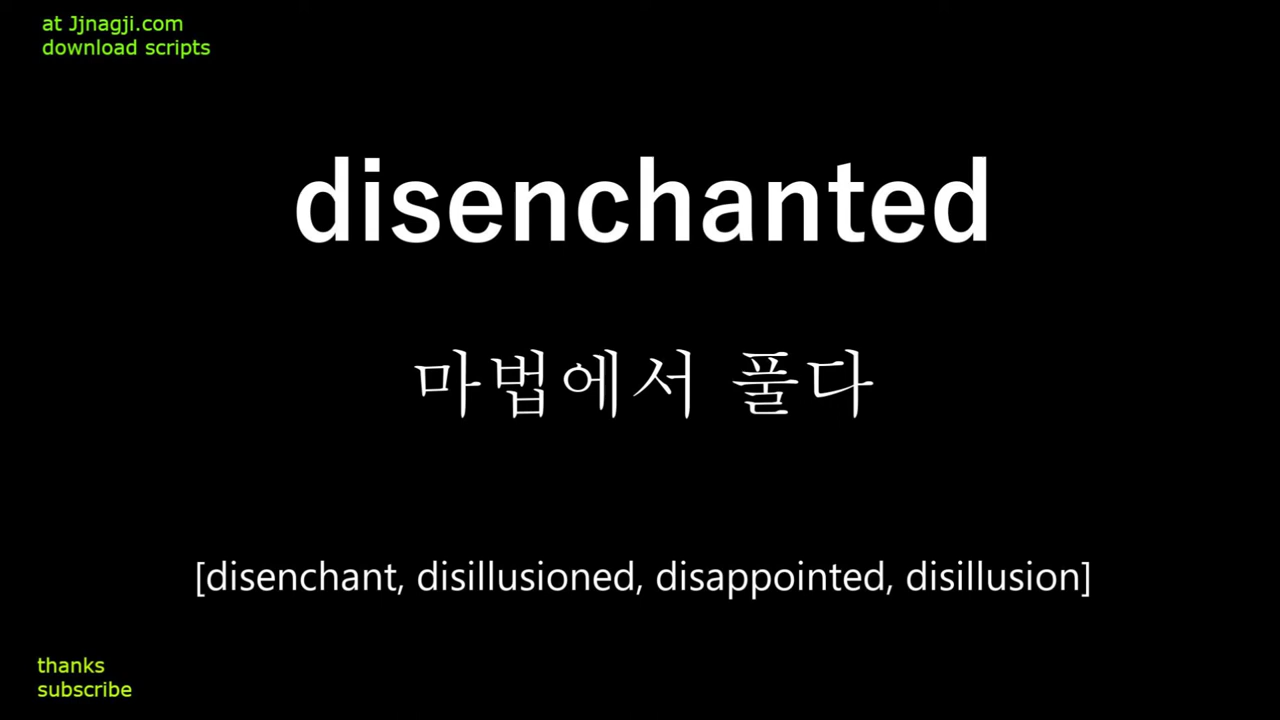 at Jjnagji.com
download scripts
disenchanted
마법에서 풀다
[disenchant, disillusioned, disappointed, disillusion]
thanks
subscribe